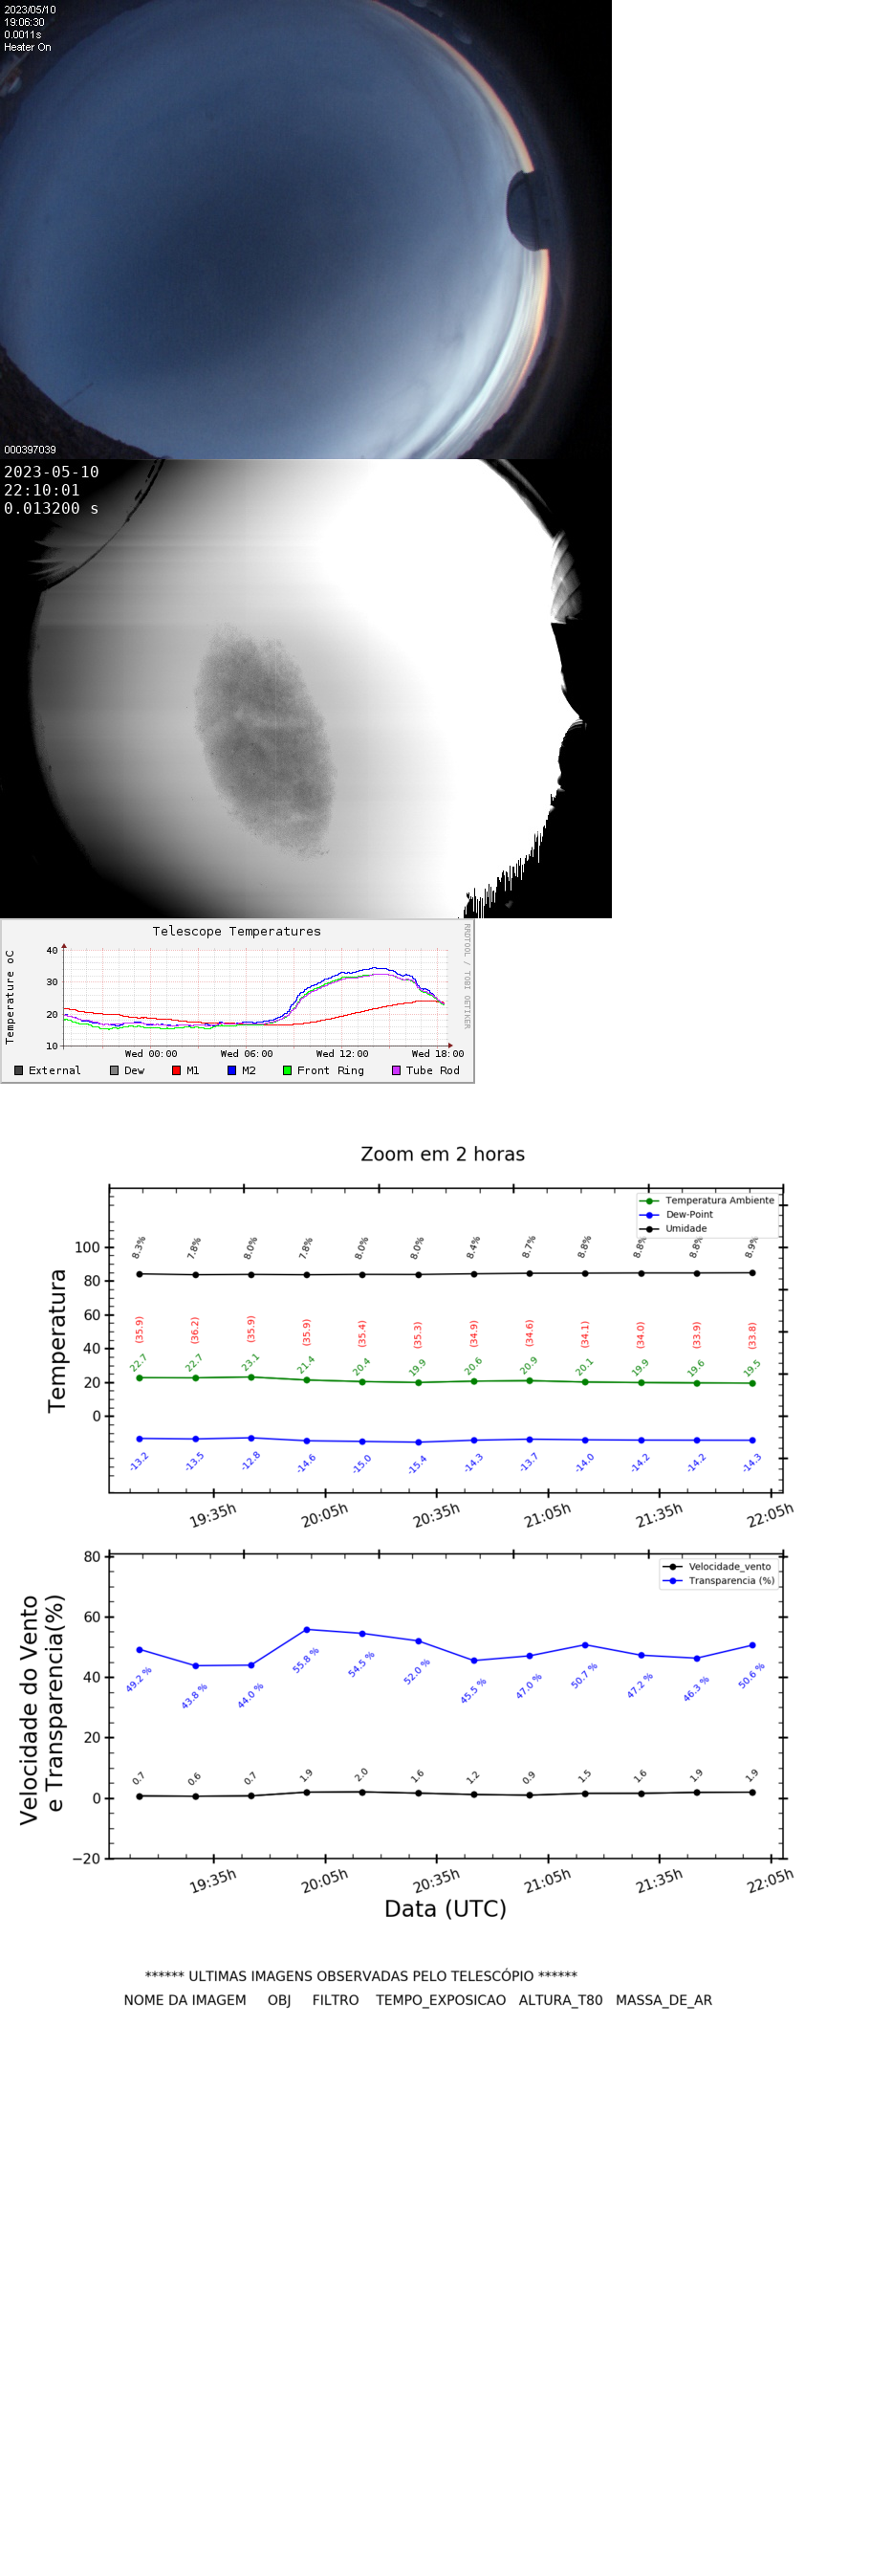 2023/05/10
19:06:30
0.0011s
Heater On
000397039
2023-05-10
22:10:01
0.013200 s
Telescope Temperatures
RRDTOOL / TOBI OETIKER
Temperature oC
40
30
20
10
Wed 00:00 Wed 06:00 Wed 12:00 Wed 18:00
External Dew M1 M2 Front Ring Tube Rod
Zoom em 2 horas
Temperatura Ambiente
Dew-Point
Umidade
Temperatura
100
80
60
40
20
0
8.3% 7.8% 8.0% 7.8% 8.0% 8.0% 8.4% 8.7% 8.8% 8.8% 8.8% 8.9%
(35.9) (36.2) (35.9) (35.9) (35.4) (35.3) (34.9) (34.6) (34.1) (34.0) (33.9) (33.8)
22.7 22.7 23.1 21.4 20.4 19.9 20.6 20.9 20.1 19.9 19.6 19.5
-13.2 -13.5 -12.8 -14.6 -15.0 -15.4 -14.3 -13.7 -14.0 -14.2 -14.2 -14.3
19:35h 20:05h 20:35h 21:05h 21:35h 22:05h
Velocidade_vento
Transparencia (%)
Velocidade do Vento
e Transparencia(%)
80
60
40
20
0
−20
49.2 % 43.8 % 44.0 % 55.8 % 54.5 % 52.0 % 45.5 % 47.0 % 50.7 % 47.2 % 46.3 % 50.6 %
0.7 0.6 0.7 1.9 2.0 1.6 1.2 0.9 1.5 1.6 1.9 1.9
19:35h 20:05h 20:35h 21:05h 21:35h 22:05h
Data (UTC)
****** ULTIMAS IMAGENS OBSERVADAS PELO TELESCÓPIO ******
NOME DA IMAGEM OBJ FILTRO TEMPO_EXPOSICAO ALTURA_T80 MASSA_DE_AR